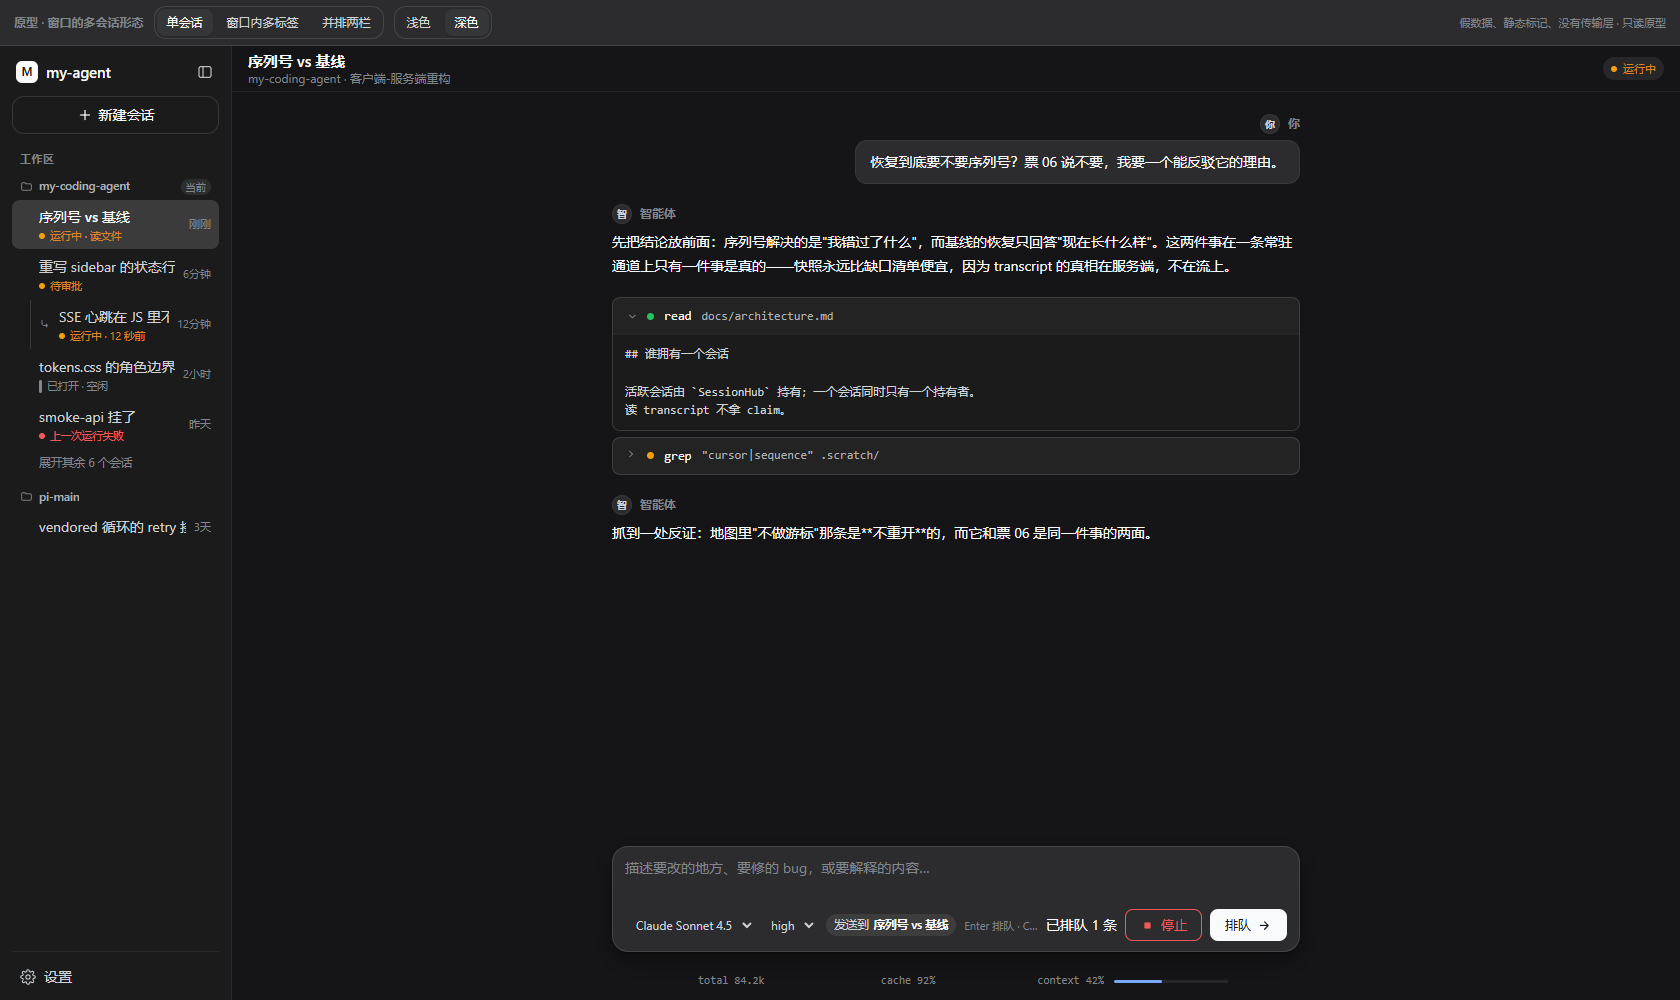 原型 · 窗口的多会话形态
单会话
窗口内多标签
并排两栏
浅色
深色
假数据、静态标记、没有传输层 · 只读原型
M my-agent
新建会话
工作区
my-coding-agent
当前
序列号 vs 基线
运行中 · 读文件
刚刚
重写 sidebar 的状态行
待审批
6分钟
SSE 心跳在 JS 里
运行中 · 12 秒前
12分钟
tokens.css 的角色边界
已打开 · 空闲
2小时
smoke-api 挂了
上一次运行失败
昨天
展开其余 6 个会话
pi-main
vendored 循环的 retry
3天
设置
序列号 vs 基线
my-coding-agent · 客户端-服务端重构
运行中
你 你
恢复到底要不要序列号？票 06 说不要，我要一个能反驳它的理由。
智 智能体
先把结论放前面：序列号解决的是"我错过了什么"，而基线的恢复只回答"现在长什么样"。这两件事在一条常驻
通道上只有一件事是真的——快照永远比缺口清单便宜，因为 transcript 的真相在服务端，不在流上。
read docs/architecture.md
## 谁拥有一个会话
活跃会话由 `SessionHub` 持有；一个会话同时只有一个持有者。
读 transcript 不拿 claim。
grep "cursor|sequence" .scratch/
智 智能体
抓到一处反证：地图里"不做游标"那条是**不重开**的，而它和票 06 是同一件事的两面。
描述要改的地方、要修的 bug，或要解释的内容...
Claude Sonnet 4.5
high
发送到 序列号 vs 基线
Enter 排队 · C...
已排队 1 条
停止
排队 →
total 84.2k
cache 92%
context 42%